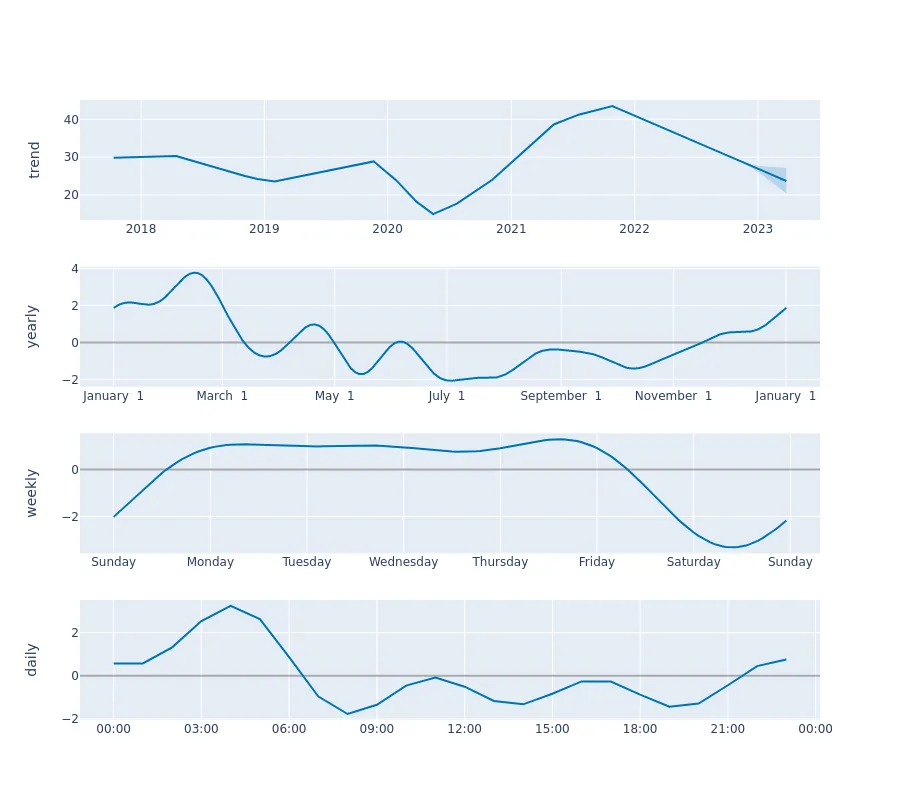 trend
40
30
20
2018 2019 2020 2021 2022 2023
yearly
4
2
0
−2
January 1 March 1 May 1 July 1 September 1 November 1 January 1
weekly
0
−2
Sunday Monday Tuesday Wednesday Thursday Friday Saturday Sunday
daily
2
0
−2
00:00 03:00 06:00 09:00 12:00 15:00 18:00 21:00 00:00